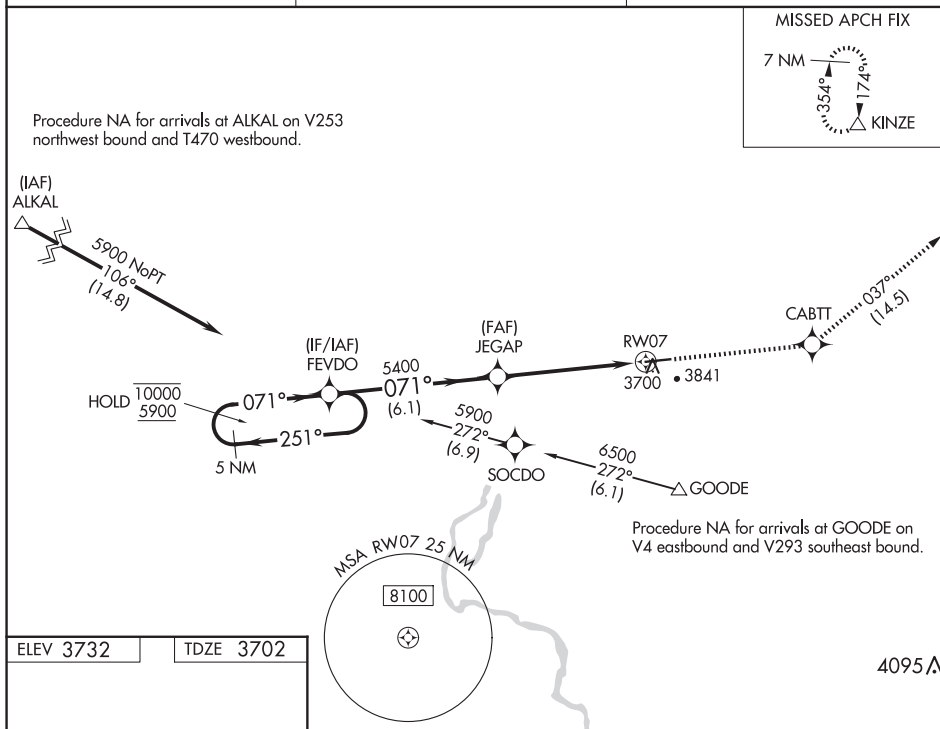 MISSED APCH FIX
7 NM
354°
174°
KINZE
Procedure NA for arrivals at ALKAL on V253
northwest bound and T470 westbound.
(IAF)
ALKAL
5900 NoPT
106°
(14.8)
037°
(14.5)
CABTT
(FAF)
JEGAP
RW07
3700
3841
(IF/IAF)
FEVDO
5400
071°
(6.1)
HOLD
10000
5900
071°
251°
5 NM
5900
272°
(6.9)
SOCDO
6500
272°
(6.1)
GOODE
Procedure NA for arrivals at GOODE on
V4 eastbound and V293 southeast bound.
MSA RW07 25 NM
8100
ELEV 3732
TDZE 3702
4095